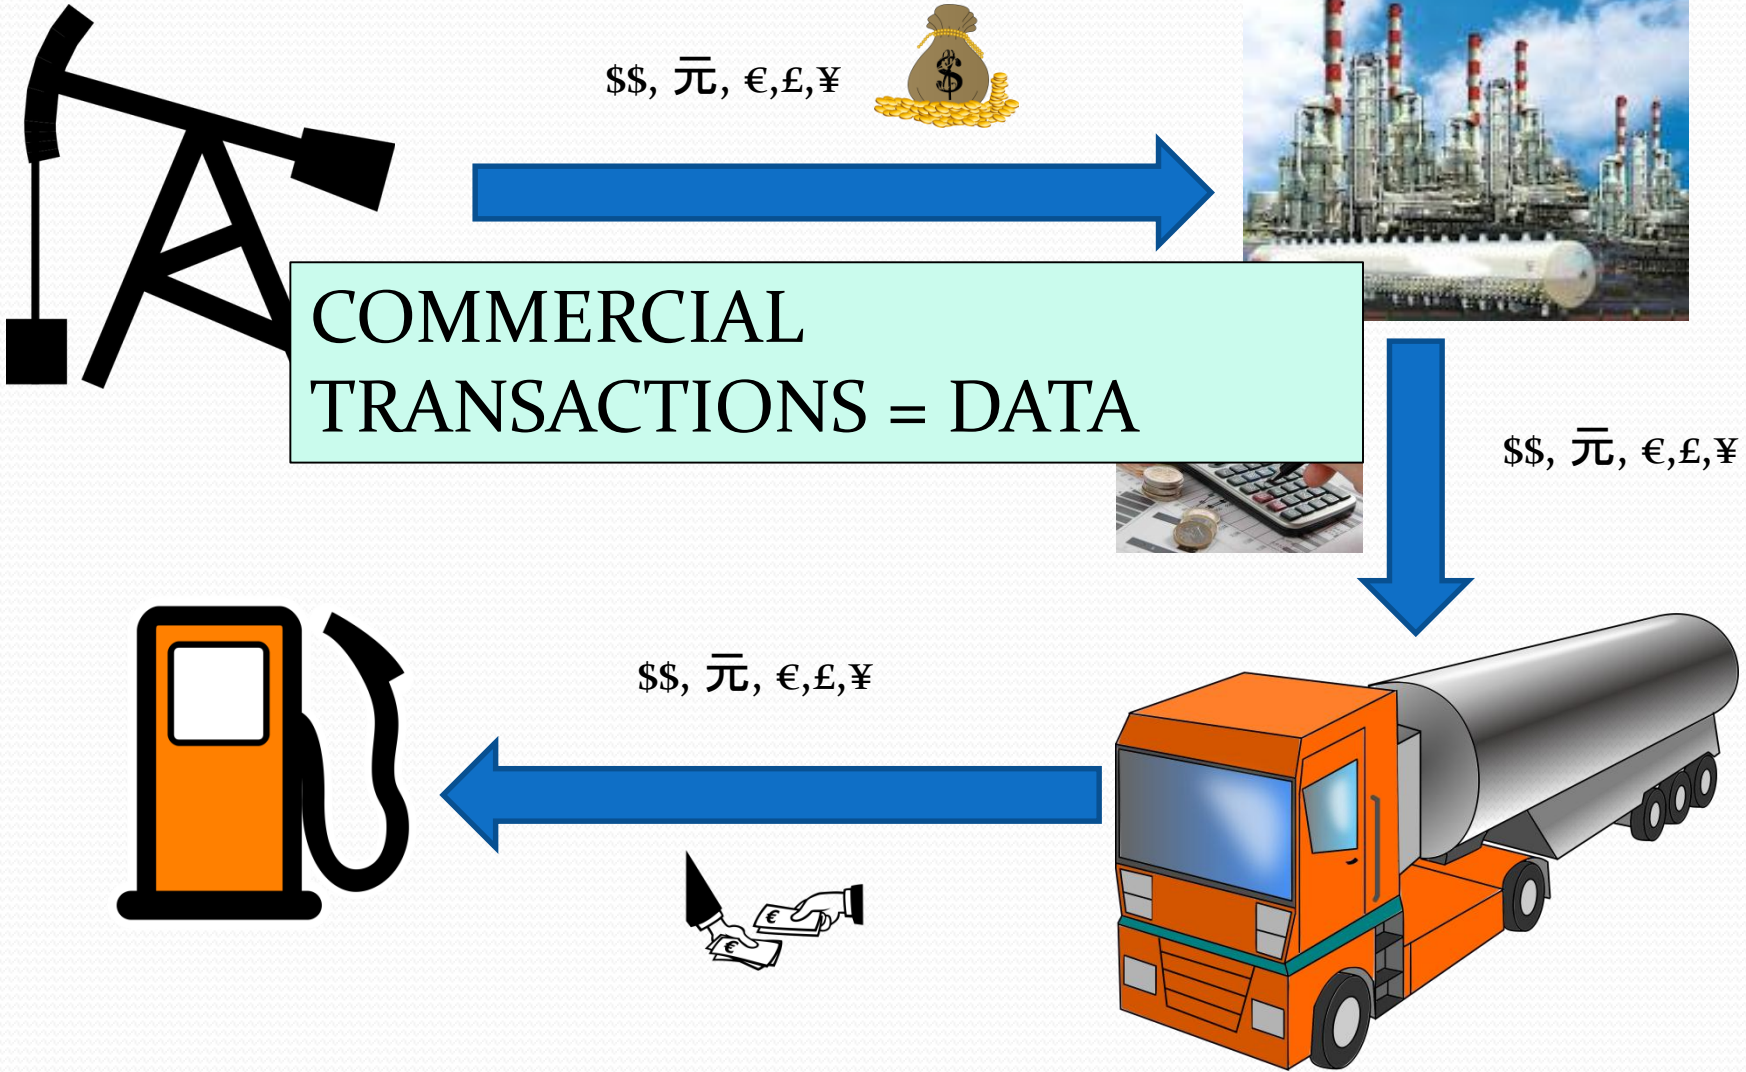 $$, 元, €,£,¥
$
COMMERCIAL
TRANSACTIONS = DATA
$$, 元, €,£,¥
$$, 元, €,£,¥
€
€